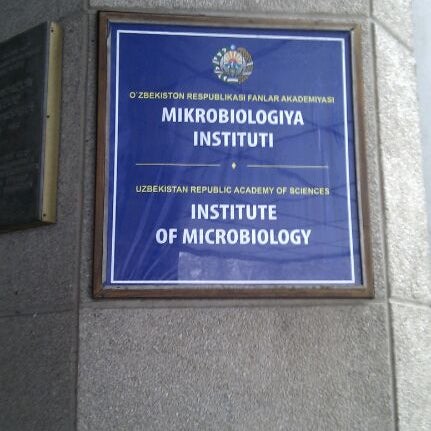 O'ZBEKISTON RESPUBLIKASI FANLAR AKADEMIYASI
MIKROBIOLOGIYA
INSTITUTI
UZBEKISTAN REPUBLIC ACADEMY OF SCIENCES
INSTITUTE
OF MICROBIOLOGY